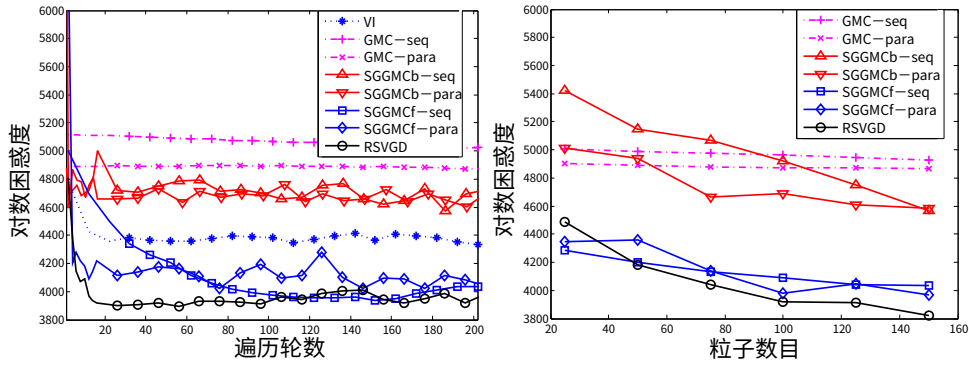 6000
5800
5600
5400
5200
5000
4800
4600
4400
4200
4000
3800
对数困惑度
20 40 60 80 100 120 140 160 180 200
遍历轮数
VI
GMC-seq
GMC-para
SGGMCb-seq
SGGMCb-para
SGGMCf-seq
SGGMCf-para
RSVGD
6000
5800
5600
5400
5200
5000
4800
4600
4400
4200
4000
3800
对数困惑度
20 40 60 80 100 120 140 160
粒子数目
GMC-seq
GMC-para
SGGMCb-seq
SGGMCb-para
SGGMCf-seq
SGGMCf-para
RSVGD